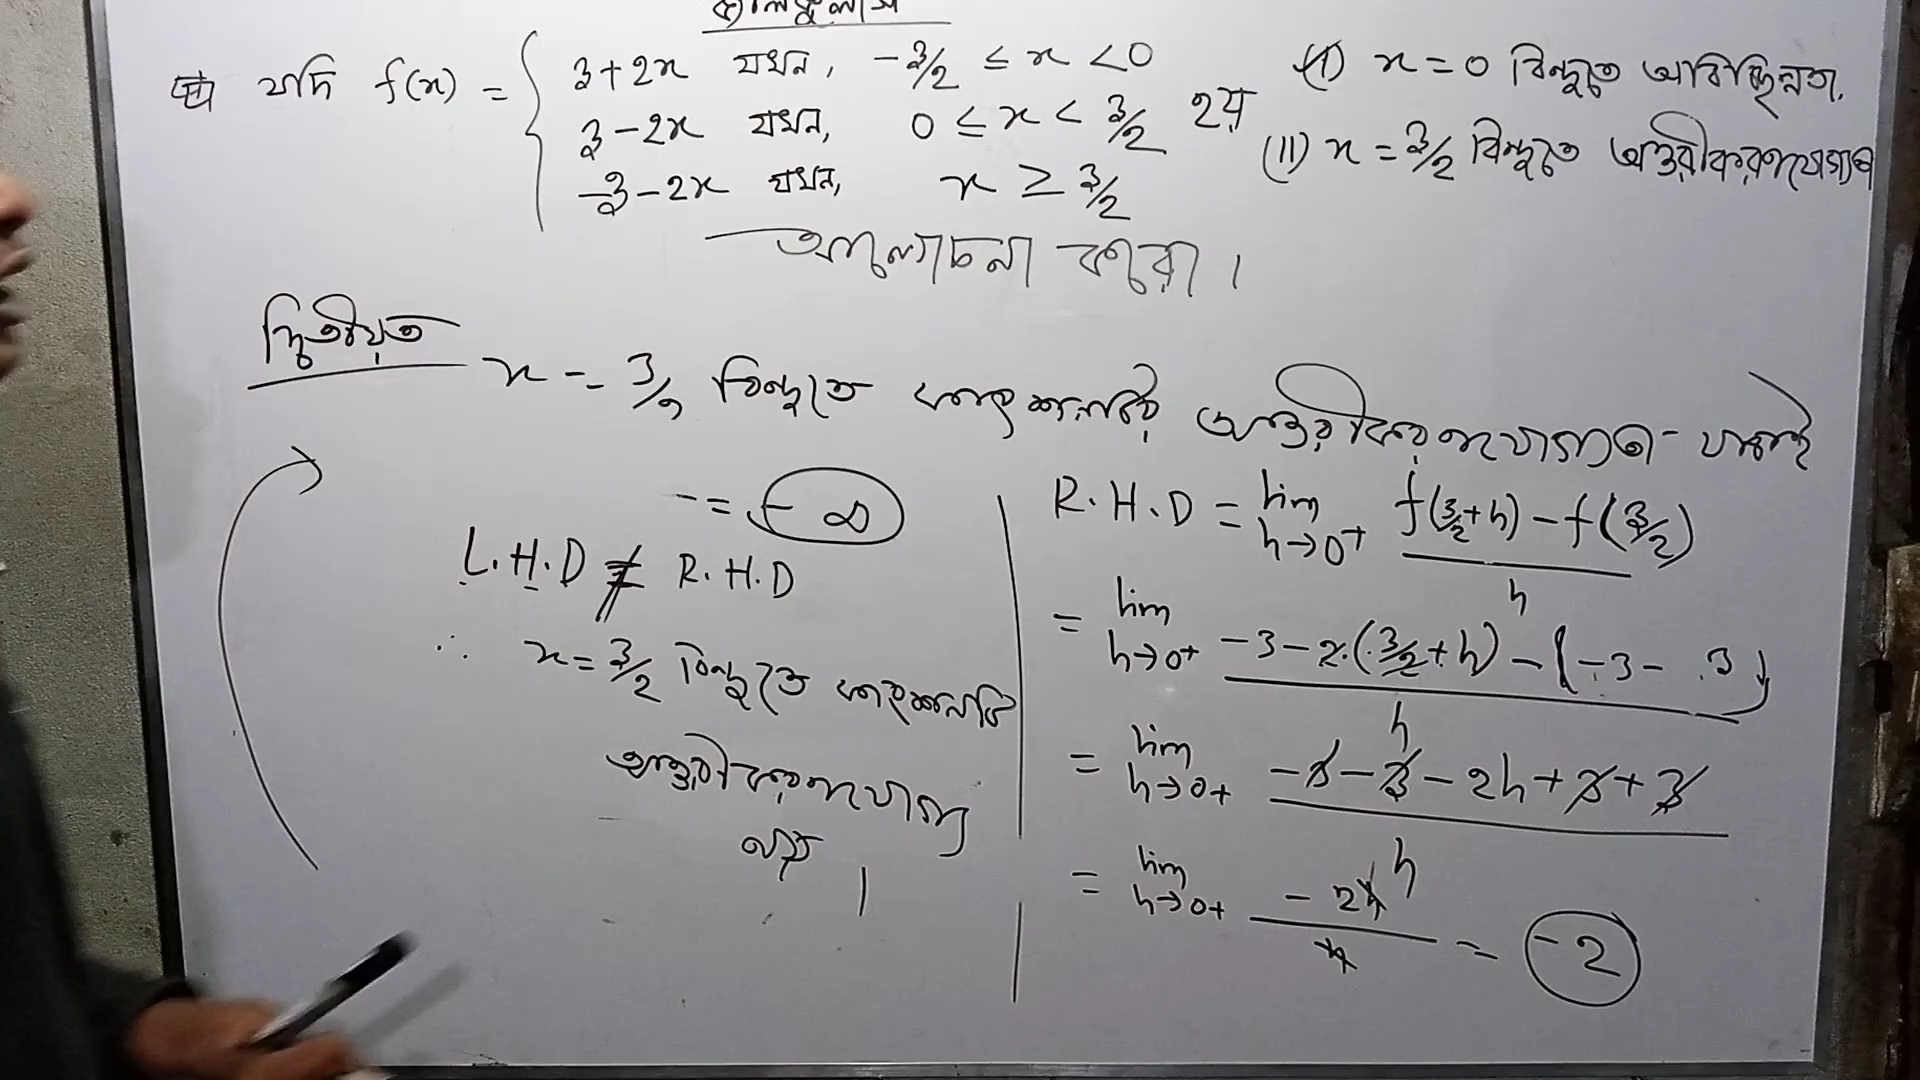 ক্যালকুলাস
যদি f(x) = { 3+2x যখন, -3/2 ≤ x < 0
3-2x যখন, 0 ≤ x < 3/2 হয়
-3-2x যখন, x ≥ 3/2
(I) x = 0 বিন্দুতে অবিচ্ছিন্নতা,
(II) x = 3/2 বিন্দুতে অন্তরীকরণযোগ্যতা
আলোচনা করো।
দ্বিতীয়ত x = 3/2 বিন্দুতে ফাংশনটির অন্তরীকরণযোগ্যতা
= -∞
L.H.D ≠ R.H.D
∴ x = 3/2 বিন্দুতে ফাংশনটি
অন্তরীকরণযোগ্য
নয়।
R.H.D = lim h→0+ f(3/2+h) - f(3/2) / h
= lim h→0+ -3-2.(3/2+h) - (-3-3) / h
= lim h→0+ -3-3-2h+3+3 / h
= lim h→0+ -2h / h = -2